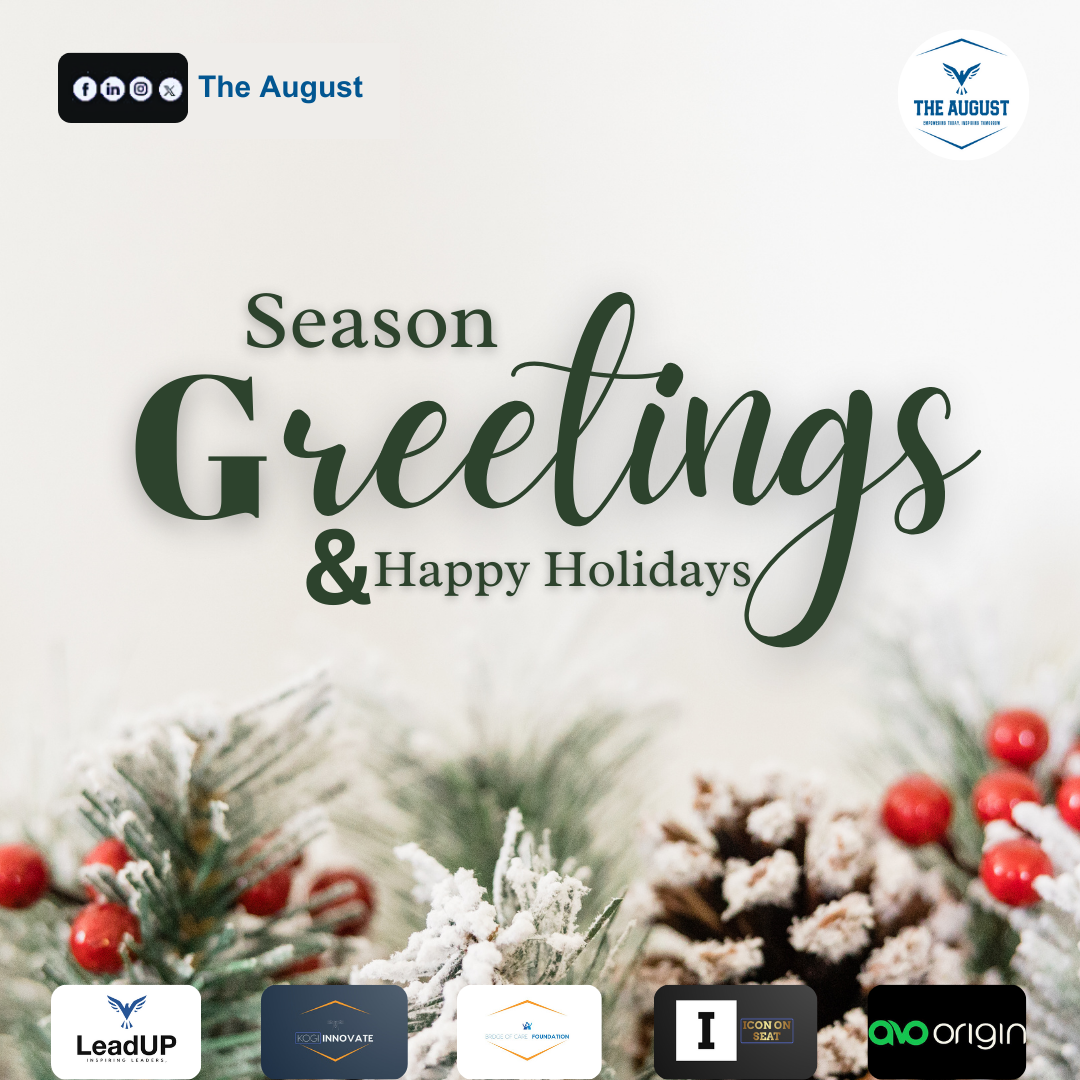 The August
THE AUGUST
EMPOWERING TODAY, INSPIRING TOMORROW
Season
Greetings
& Happy Holidays
LeadUP
INSPIRING LEADERS.
KOGI INNOVATE
BRIDGE OF CARE FOUNDATION
I
ICON ON
SEAT
origin